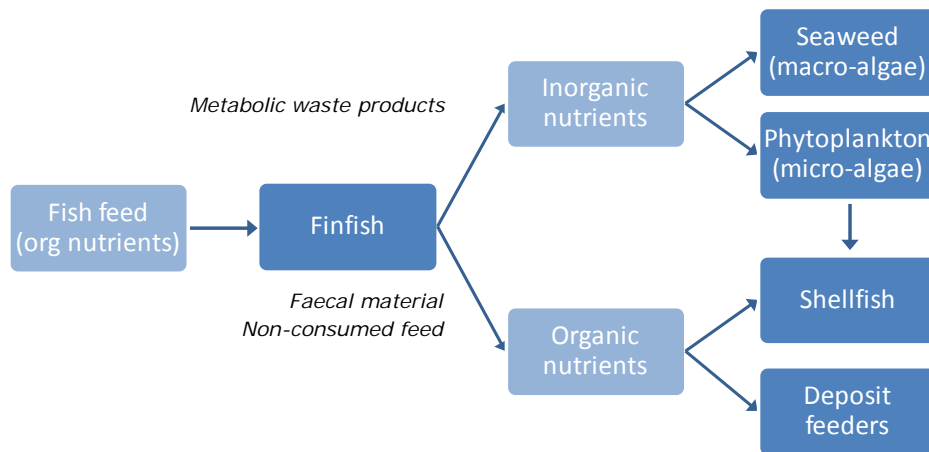 Seaweed
(macro-algae)
Metabolic waste products
Inorganic
nutrients
Phytoplankton
(micro-algae)
Fish feed
(org nutrients)
Finfish
Faecal material
Non-consumed feed
Shellfish
Organic
nutrients
Deposit
feeders